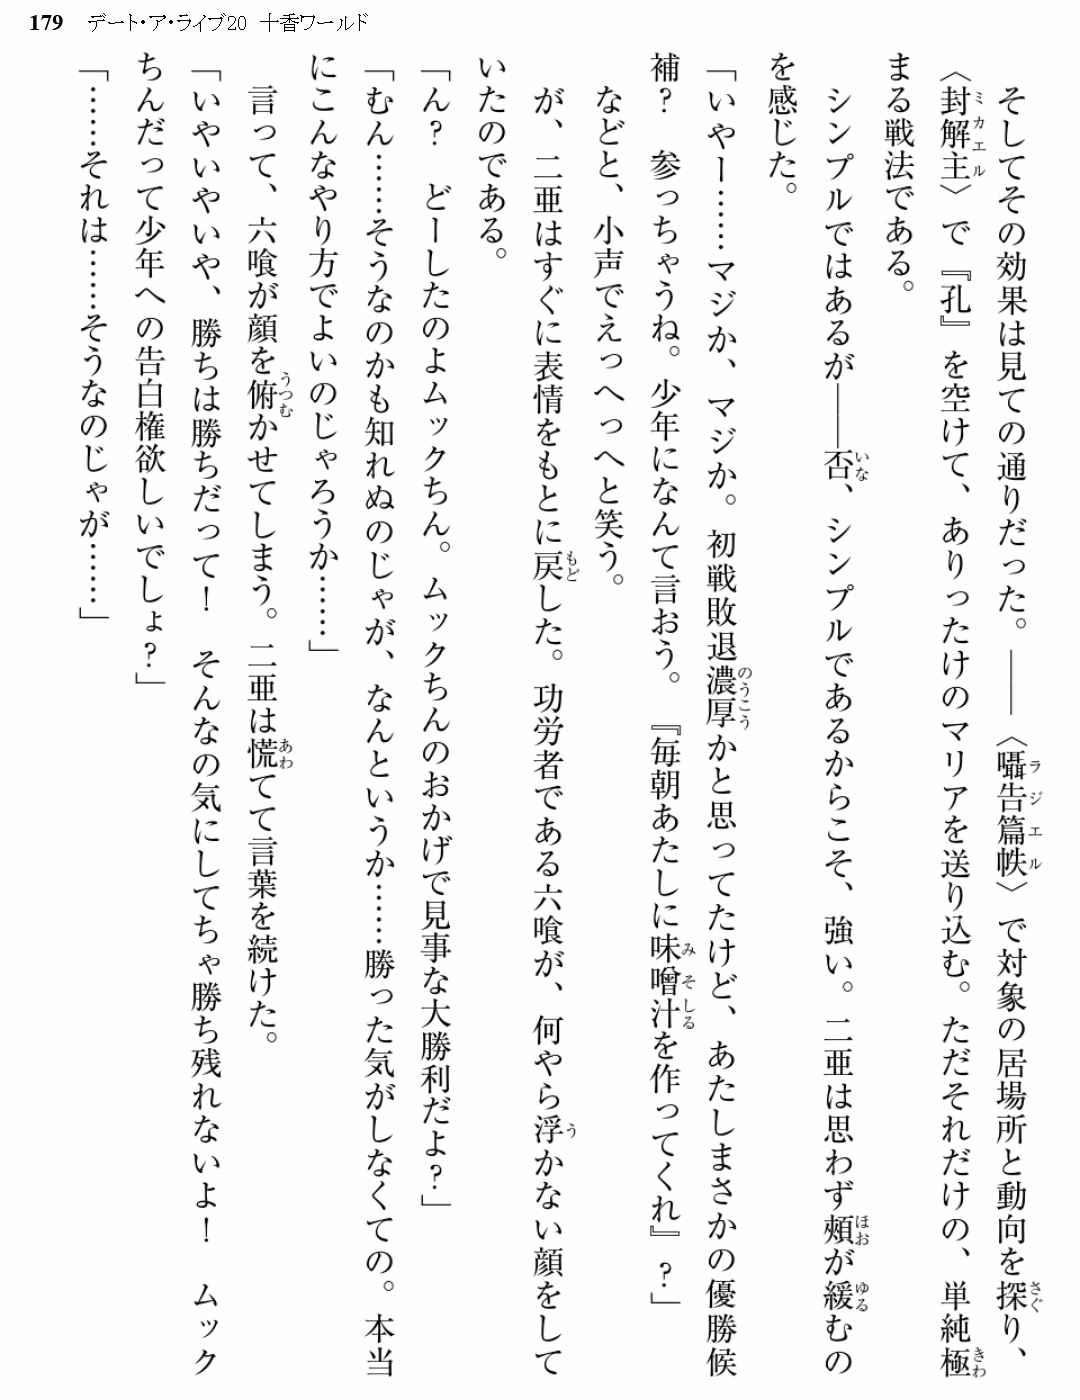 179 デート・ア・ライブ20 十香ワールド
そしてその効果は見ての通りだった。――〈囁告篇帙〉で対象の居場所と動向を探り、
〈封解主〉で『孔』を空けて、ありったけのマリアを送り込む。ただそれだけの、単純極
まる戦法である。
シンプルではあるが――否、シンプルであるからこそ、強い。二亜は思わず頬が緩むの
を感じた。
「いやー……マジか、マジか。初戦敗退濃厚かと思ってたけど、あたしまさかの優勝候
補？　参っちゃうね。少年になんて言おう。『毎朝あたしに味噌汁を作ってくれ』？」
などと、小声でえっへっへと笑う。
が、二亜はすぐに表情をもとに戻した。功労者である六喰が、何やら浮かない顔をして
いたのである。
「ん？　どーしたのよムックちん。ムックちんのおかげで見事な大勝利だよ？」
「むん……そうなのかも知れぬのじゃが、なんというか……勝った気がしなくての。本当
にこんなやり方でよいのじゃろうか……」
言って、六喰が顔を俯かせてしまう。二亜は慌てて言葉を続けた。
「いやいやいや、勝ちは勝ちだって！　そんなの気にしてちゃ勝ち残れないよ！　ムック
ちんだって少年への告白権欲しいでしょ？」
「……それは……そうなのじゃが……」